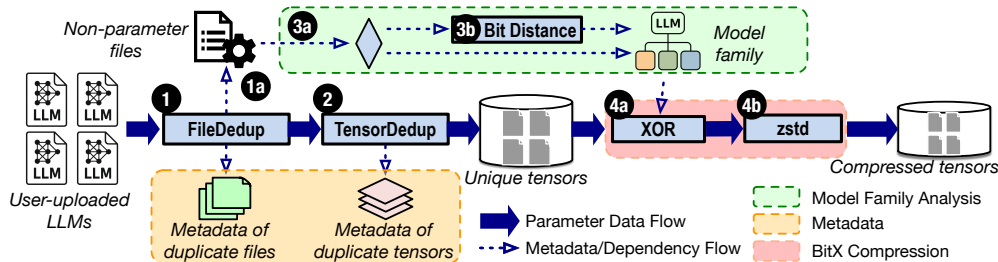 Non-parameter
files
3a
3b
Bit Distance
LLM
Model
family
LLM
LLM
LLM
LLM
User-uploaded
LLMs
1
1a
FileDedup
2
TensorDedup
Unique tensors
4a
XOR
4b
zstd
Compressed tensors
Metadata of
duplicate files
Metadata of
duplicate tensors
Parameter Data Flow
Metadata/Dependency Flow
Model Family Analysis
Metadata
BitX Compression